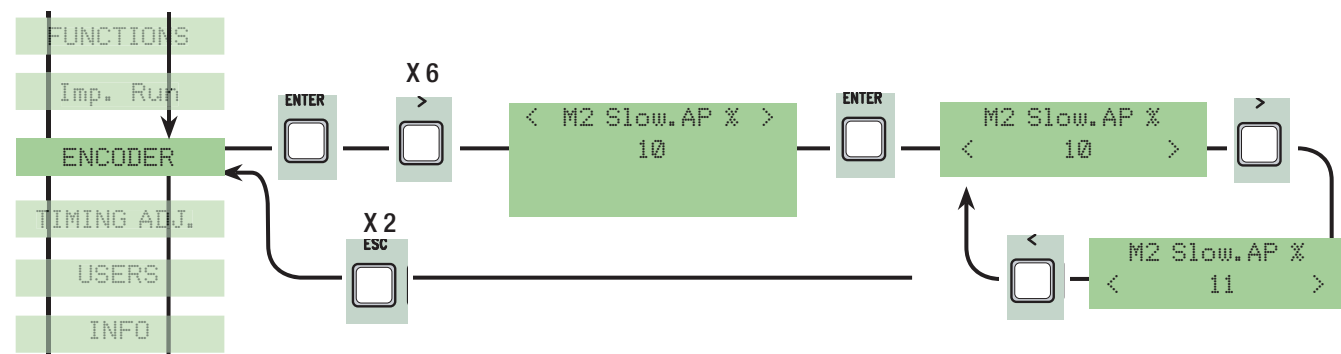 FUNCTIONS
Imp. Run
ENCODER
TIMING ADJ.
USERS
INFO
ENTER
X 6
>
< M2 Slow.AP % >
10
ENTER
M2 Slow.AP %
< 10 >
>
X 2
ESC
<
M2 Slow.AP %
< 11 >